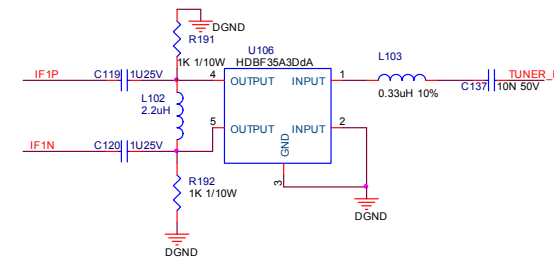 DGND
R191
1K 1/10W
U106
HDBF35A3DdA
L103
0.33uH 10%
IF1P
C119
1U25V
4
OUTPUT
INPUT
1
C137
10N 50V
TUNER_
L102
2.2uH
IF1N
C120
1U25V
5
OUTPUT
INPUT
2
GND
3
R192
1K 1/10W
DGND
DGND